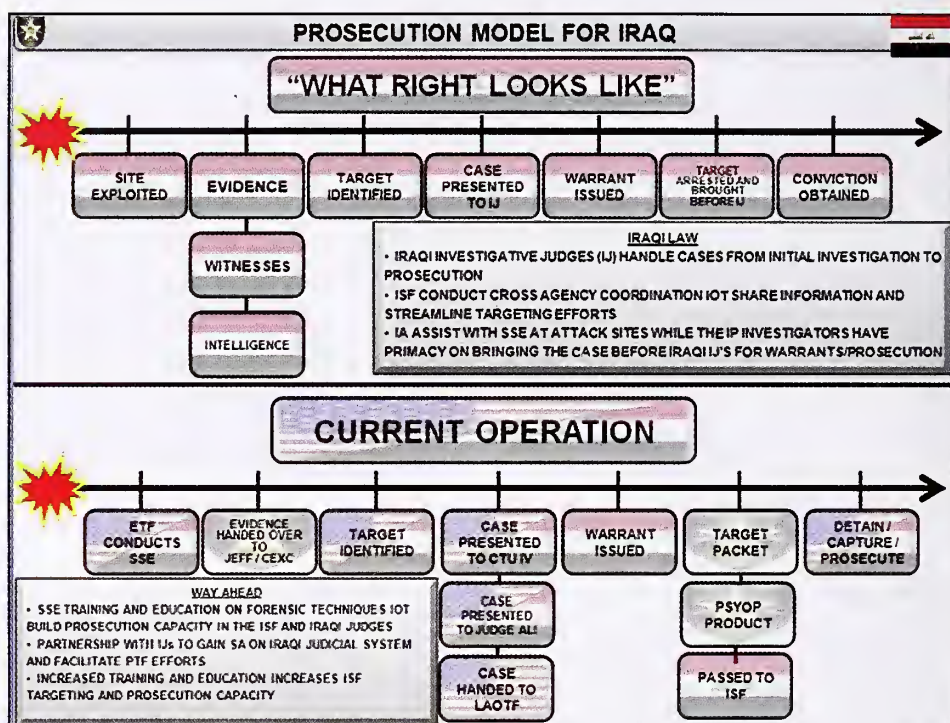 PROSECUTION MODEL FOR IRAQ
“WHAT RIGHT LOOKS LIKE”
SITE
EXPLOITED
EVIDENCE
TARGET
IDENTIFIED
CASE
PRESENTED
TO IJ
WARRANT
ISSUED
TARGET
ARRESTED AND
BROUGHT
BEFORE IJ
CONVICTION
OBTAINED
WITNESSES
INTELLIGENCE
IRAQI LAW
• IRAQI INVESTIGATIVE JUDGES (IJ) HANDLE CASES FROM INITIAL INVESTIGATION TO
PROSECUTION
• ISF CONDUCT CROSS AGENCY COORDINATION IOT SHARE INFORMATION AND
STREAMLINE TARGETING EFFORTS
• IA ASSIST WITH SSE AT ATTACK SITES WHILE THE IP INVESTIGATORS HAVE
PRIMACY ON BRINGING THE CASE BEFORE IRAQI IJ'S FOR WARRANTS/PROSECUTION
CURRENT OPERATION
ETF
CONDUCTS
SSE
EVIDENCE
HANDED OVER
TO
JEFF / CEXC
TARGET
IDENTIFIED
CASE
PRESENTED
TO CTU IV
WARRANT
ISSUED
TARGET
PACKET
DETAIN /
CAPTURE /
PROSECUTE
CASE
PRESENTED
TO JUDGE ALI
CASE
HANDED TO
LAOTF
PSYOP
PRODUCT
PASSED TO
ISF
WAY AHEAD
• SSE TRAINING AND EDUCATION ON FORENSIC TECHNIQUES IOT
BUILD PROSECUTION CAPACITY IN THE ISF AND IRAQI JUDGES
• PARTNERSHIP WITH IJs TO GAIN SA ON IRAQI JUDICIAL SYSTEM
AND FACILITATE PTF EFFORTS
• INCREASED TRAINING AND EDUCATION INCREASES ISF
TARGETING AND PROSECUTION CAPACITY